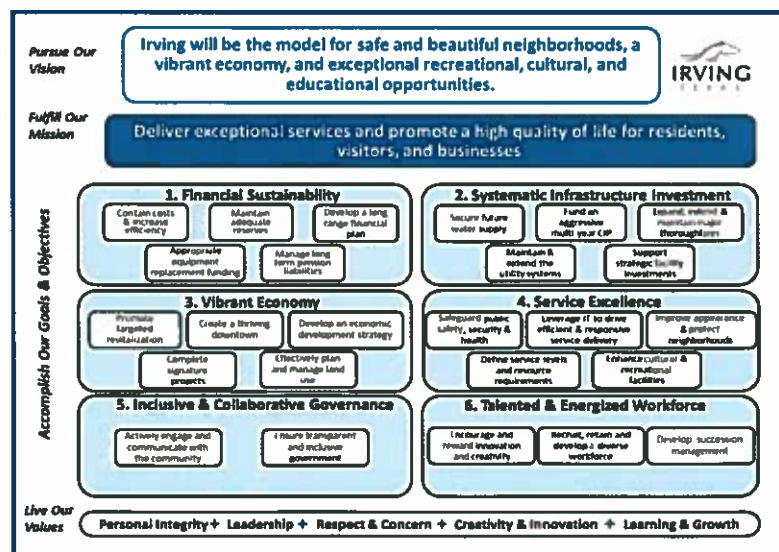 Pursue Our
Vision
Irving will be the model for safe and beautiful neighborhoods, a
vibrant economy, and exceptional recreational, cultural, and
educational opportunities.
IRVING
TEXAS
Fulfill Our
Mission
Deliver exceptional services and promote a high quality of life for residents,
visitors, and businesses
Accomplish Our Goals & Objectives
1. Financial Sustainability
Contain costs
& increase
efficiency
Maintain
adequate
reserves
Develop a long
range financial
plan
Appropriate
equipment
replacement funding
Manage long
term pension
liabilities
2. Systematic Infrastructure Investment
Secure future
water supply
Fund an
aggressive
multi year CIP
Expand, extend &
maintain major
thoroughfares
Maintain &
extend the
utility systems
Support
strategic facility
investments
3. Vibrant Economy
Promote
targeted
revitalization
Create a thriving
downtown
Develop an economic
development strategy
Complete
signature
projects
Effectively plan
and manage land
use
4. Service Excellence
Safeguard public
safety, security &
health
Leverage IT to drive
efficient & responsive
service delivery
Improve appearance
& protect
neighborhoods
Define service levels
and resource
requirements
Enhance cultural &
recreational
facilities
5. Inclusive & Collaborative Governance
Actively engage and
communicate with
the community
Ensure transparent
and inclusive
government
6. Talented & Energized Workforce
Encourage and
reward innovation
and creativity
Recruit, retain and
develop a diverse
workforce
Develop succession
management
Live Our
Values
Personal Integrity + Leadership + Respect & Concern + Creativity & Innovation + Learning & Growth